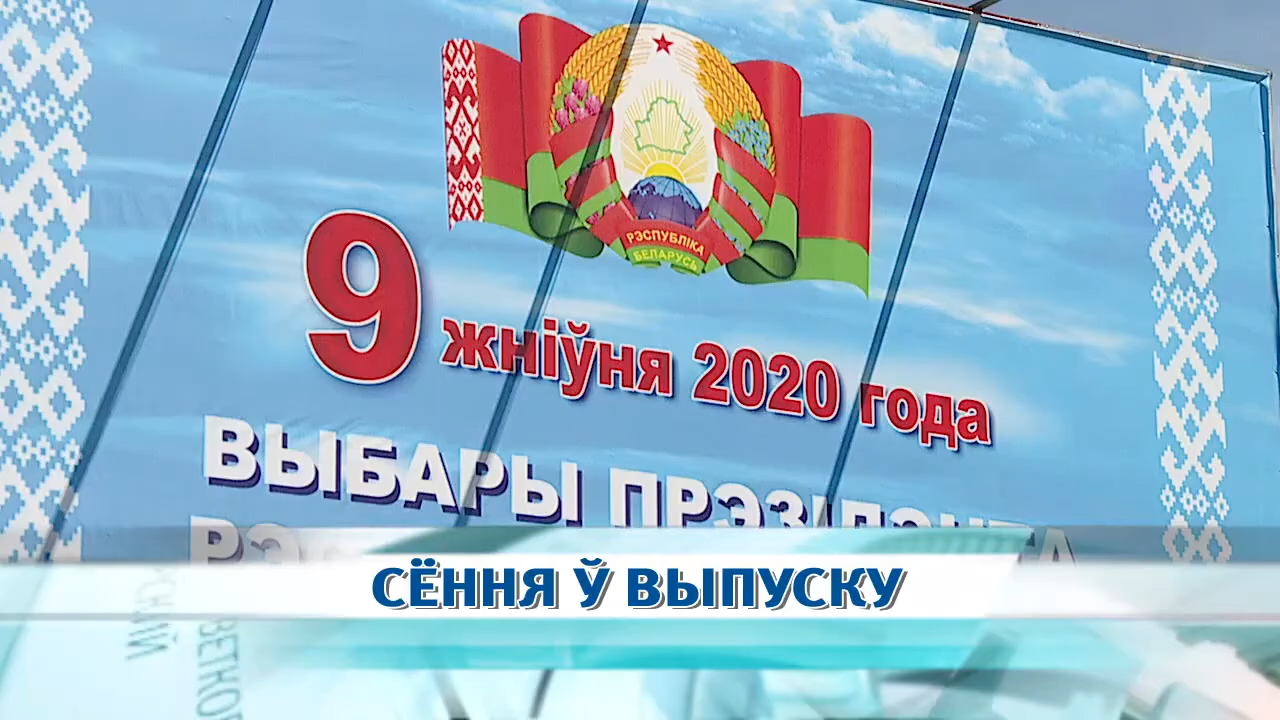 РЭСПУБЛІКА
БЕЛАРУСЬ
9 жніўня 2020 года
ВЫБАРЫ ПРЭЗІДЭНТА
СЁННЯ Ў ВЫПУСКУ